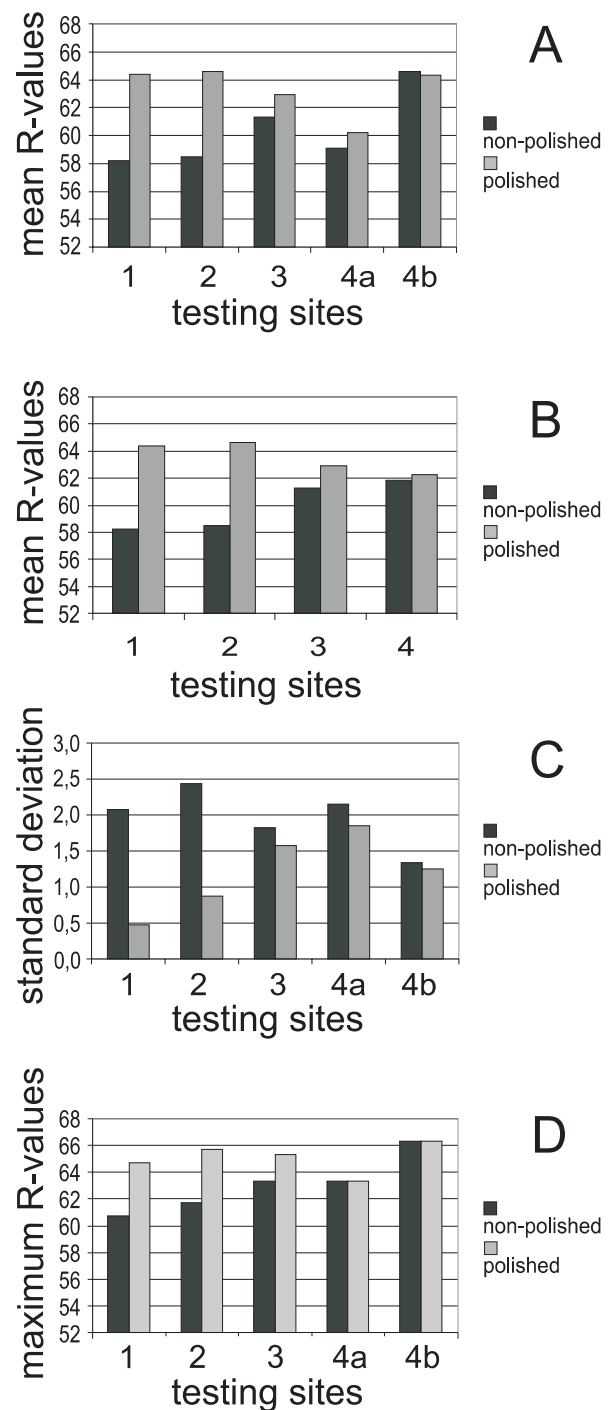 mean R-values
68
66
64
62
60
58
56
54
52
1 2 3 4a 4b
testing sites
A
non-polished
polished
mean R-values
68
66
64
62
60
58
56
54
52
1 2 3 4
testing sites
B
non-polished
polished
standard deviation
3,0
2,5
2,0
1,5
1,0
0,5
0,0
1 2 3 4a 4b
testing sites
C
non-polished
polished
maximum R-values
68
66
64
62
60
58
56
54
52
1 2 3 4a 4b
testing sites
D
non-polished
polished